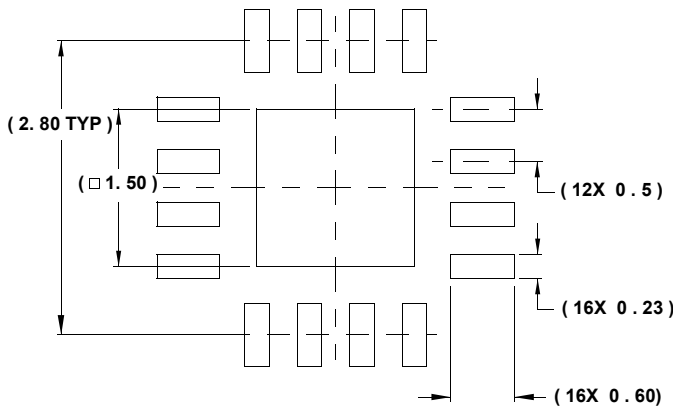 ( 2. 80 TYP )
( □ 1. 50 )
( 12X 0 . 5 )
( 16X 0 . 23 )
( 16X 0 . 60)